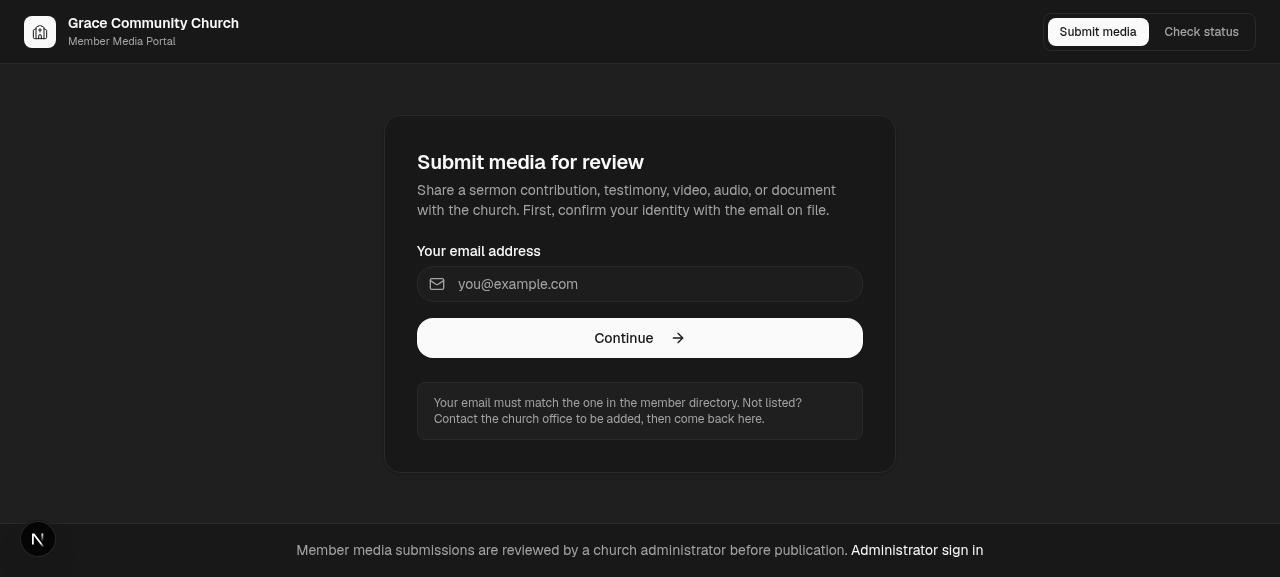 Grace Community Church
Member Media Portal
Submit media
Check status
Submit media for review
Share a sermon contribution, testimony, video, audio, or document
with the church. First, confirm your identity with the email on file.
Your email address
you@example.com
Continue
Your email must match the one in the member directory. Not listed?
Contact the church office to be added, then come back here.
N
Member media submissions are reviewed by a church administrator before publication. Administrator sign in